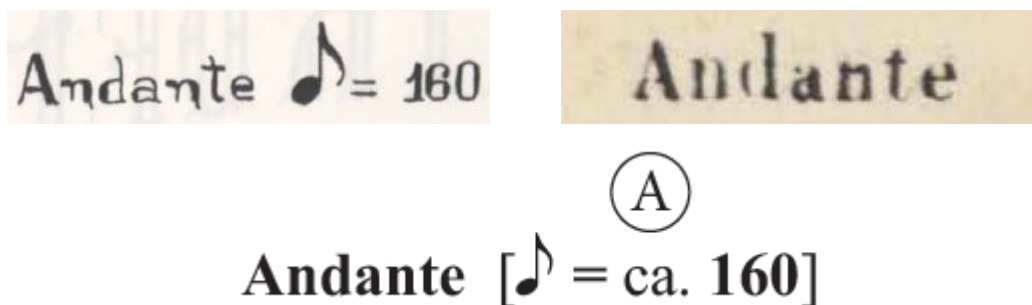 Andante ♪= 160
Andante
A
Andante [♪ = ca. 160]